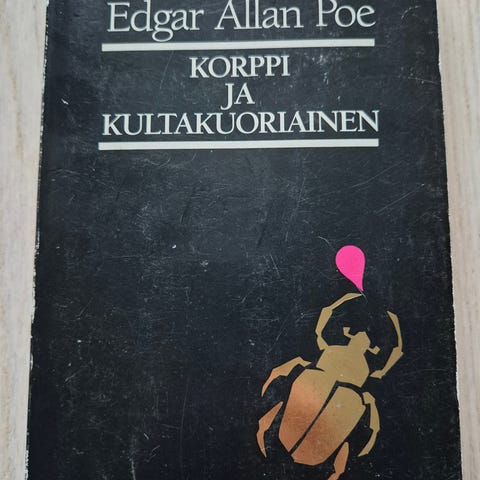 Edgar Allan Poe
KORPPI
JA
KULTAKUORIAINEN